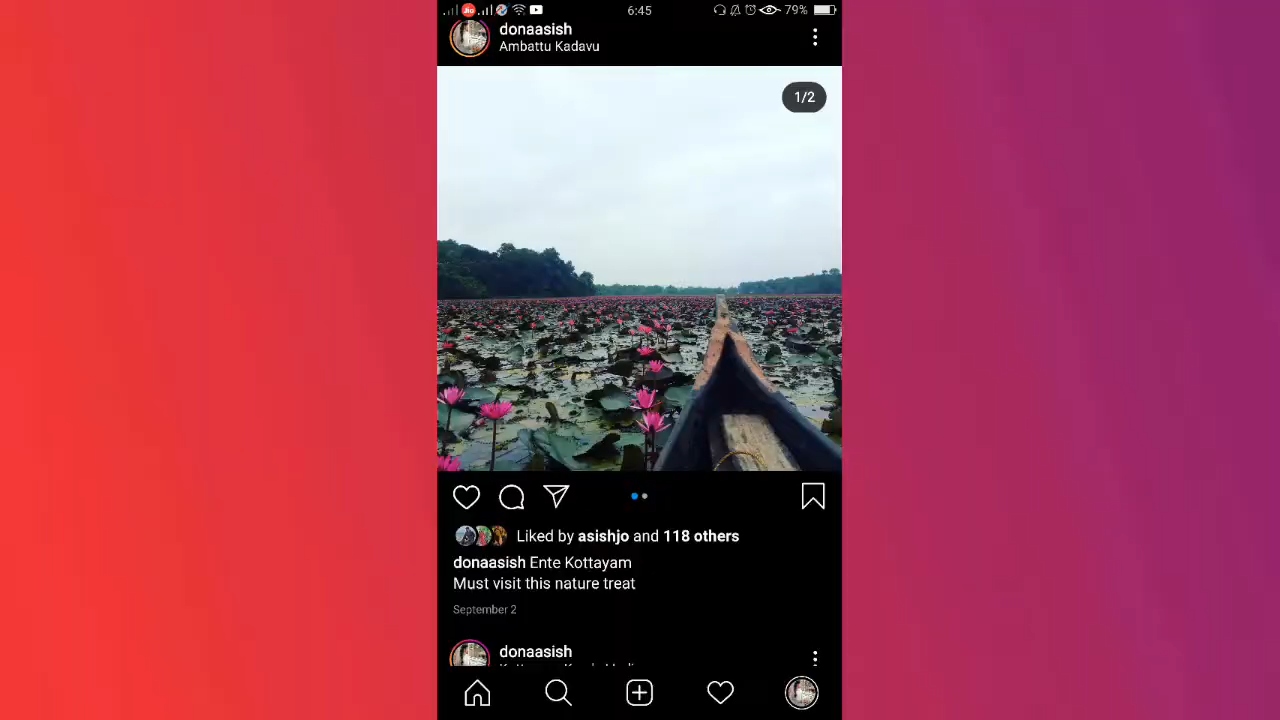 Jio
6:45
79%
donaasish
Ambattu Kadavu
1/2
Liked by asishjo and 118 others
donaasish Ente Kottayam
Must visit this nature treat
September 2
donaasish